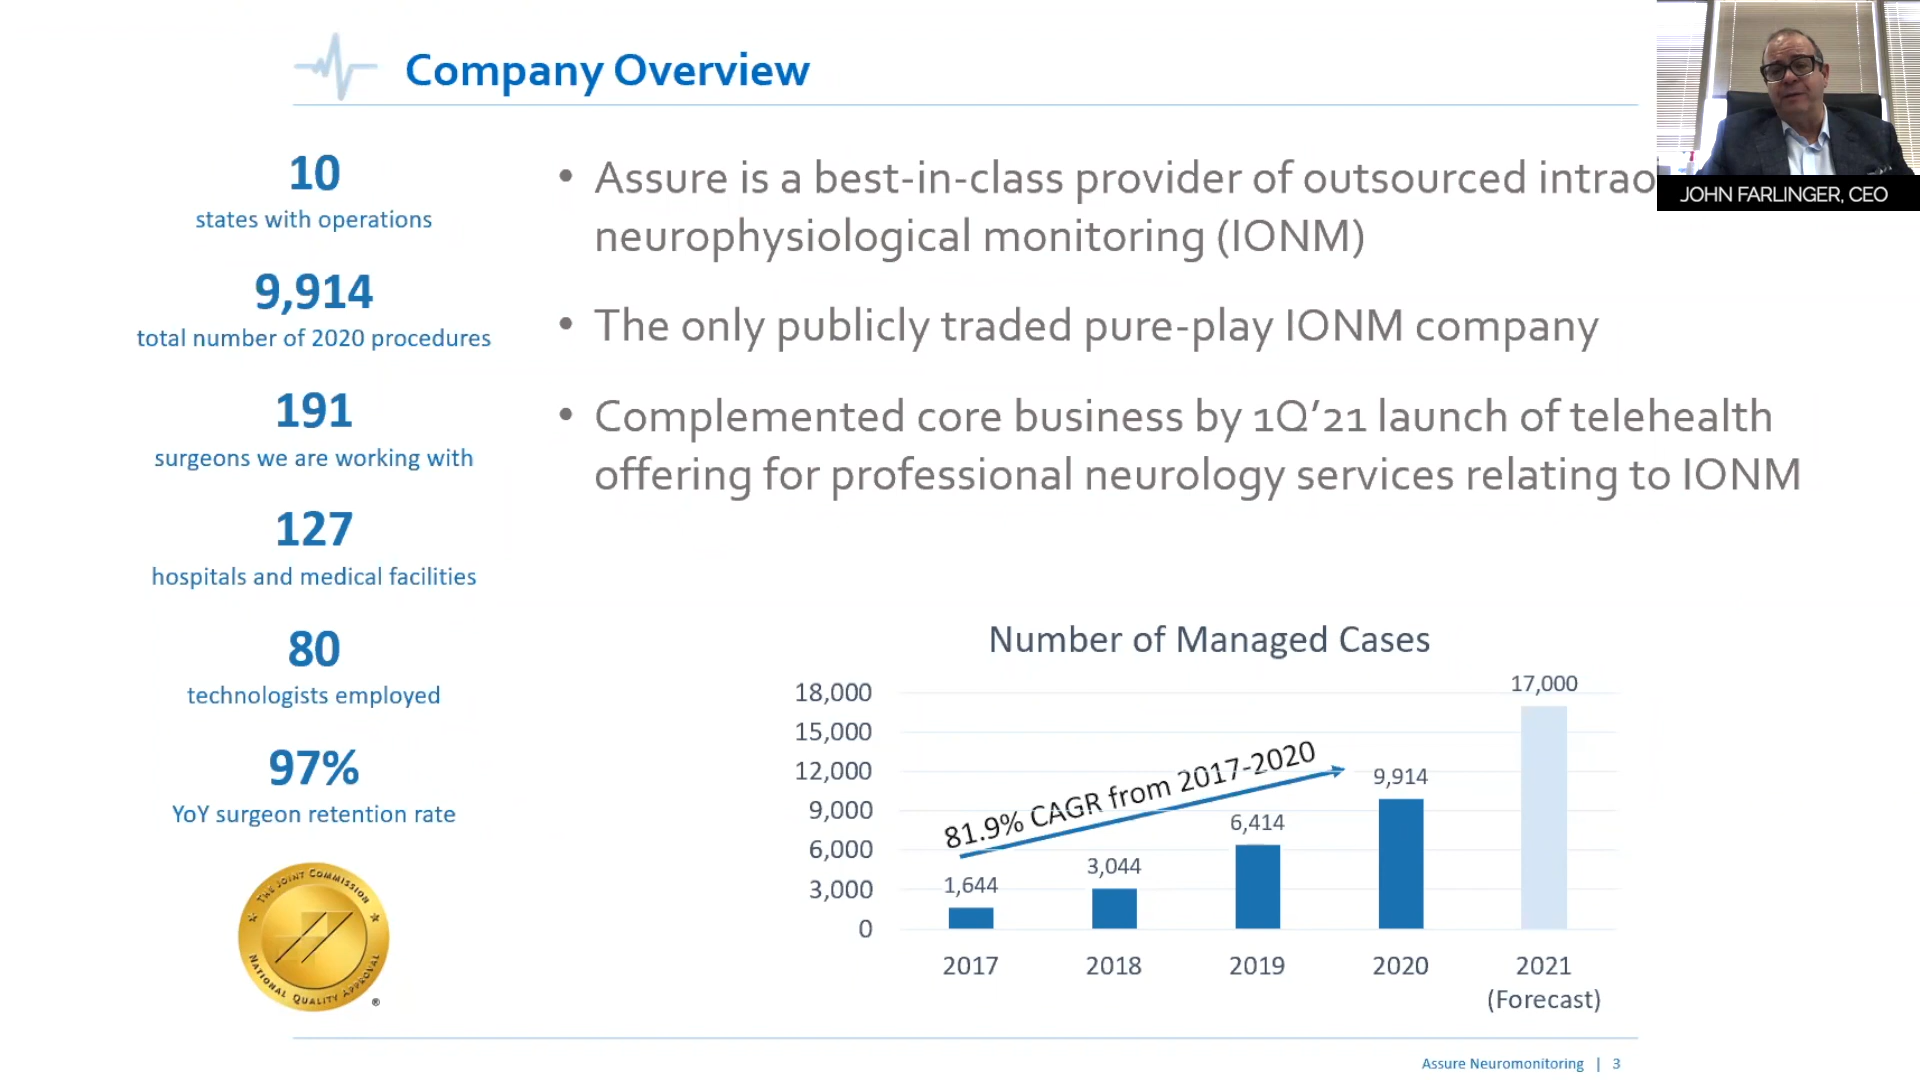 Company Overview
JOHN FARLINGER, CEO
10
states with operations
9,914
total number of 2020 procedures
191
surgeons we are working with
127
hospitals and medical facilities
80
technologists employed
97%
YoY surgeon retention rate
THE JOINT COMMISSION
NATIONAL QUALITY APPROVAL
®
• Assure is a best-in-class provider of outsourced intrao
neurophysiological monitoring (IONM)
• The only publicly traded pure-play IONM company
• Complemented core business by 1Q’21 launch of telehealth
offering for professional neurology services relating to IONM
Number of Managed Cases
18,000
15,000
12,000
9,000
6,000
3,000
0
81.9% CAGR from 2017-2020
1,644
3,044
6,414
9,914
17,000
2017 2018 2019 2020 2021
(Forecast)
Assure Neuromonitoring | 3